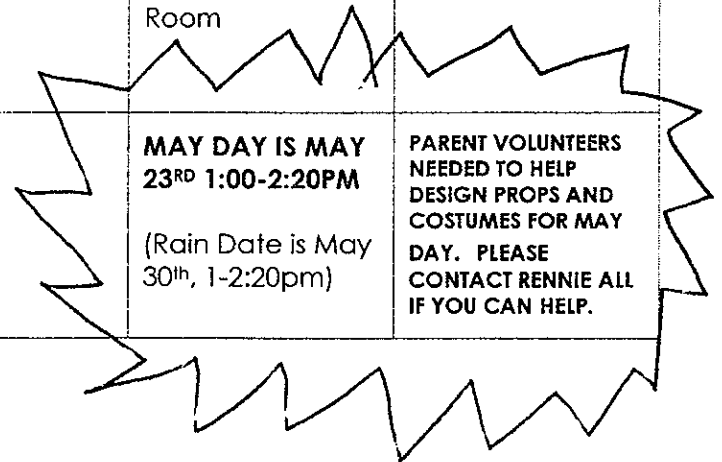 Room
MAY DAY IS MAY
23RD 1:00-2:20PM
(Rain Date is May
30th, 1-2:20pm)
PARENT VOLUNTEERS
NEEDED TO HELP
DESIGN PROPS AND
COSTUMES FOR MAY
DAY. PLEASE
CONTACT RENNIE ALL
IF YOU CAN HELP.